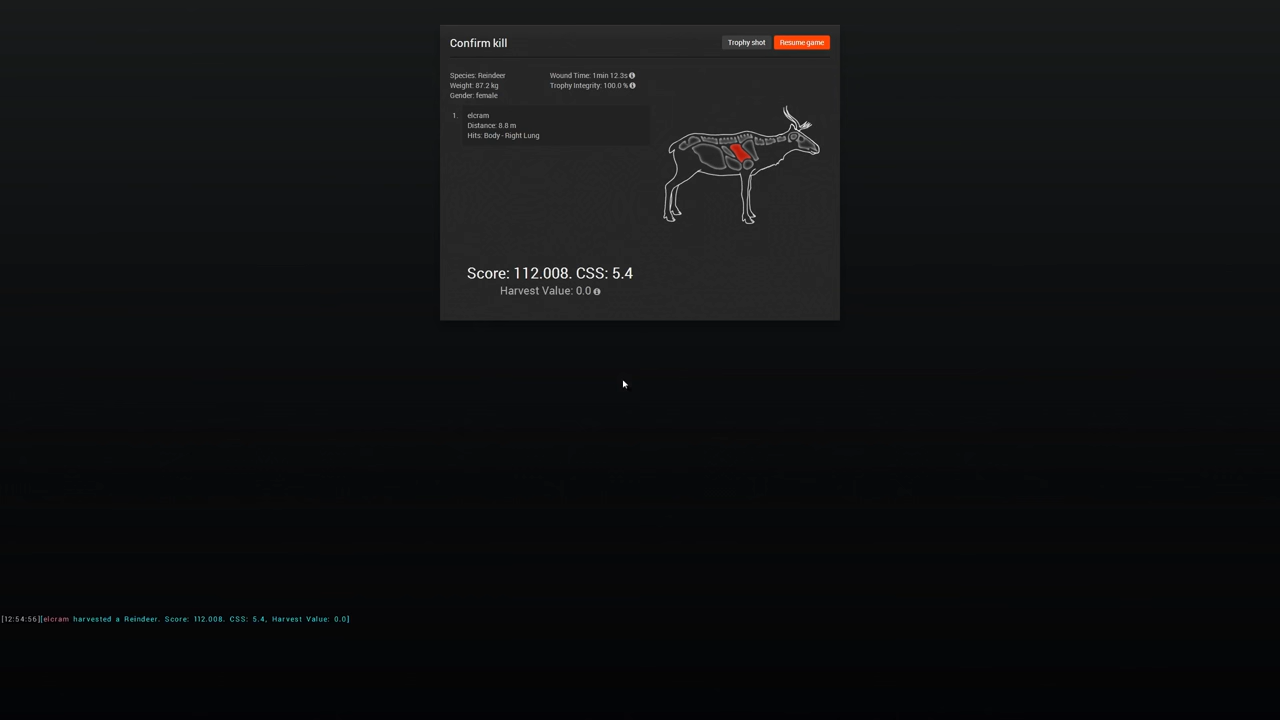 Confirm kill
Trophy shot
Resume game
Species: Reindeer
Weight: 87.2 kg
Gender: female
Wound Time: 1min 12.3s
Trophy Integrity: 100.0 %
1. elcram
Distance: 8.8 m
Hits: Body - Right Lung
Score: 112.008. CSS: 5.4
Harvest Value: 0.0
[12:54:56][elcram harvested a Reindeer. Score: 112.008. CSS: 5.4, Harvest Value: 0.0]